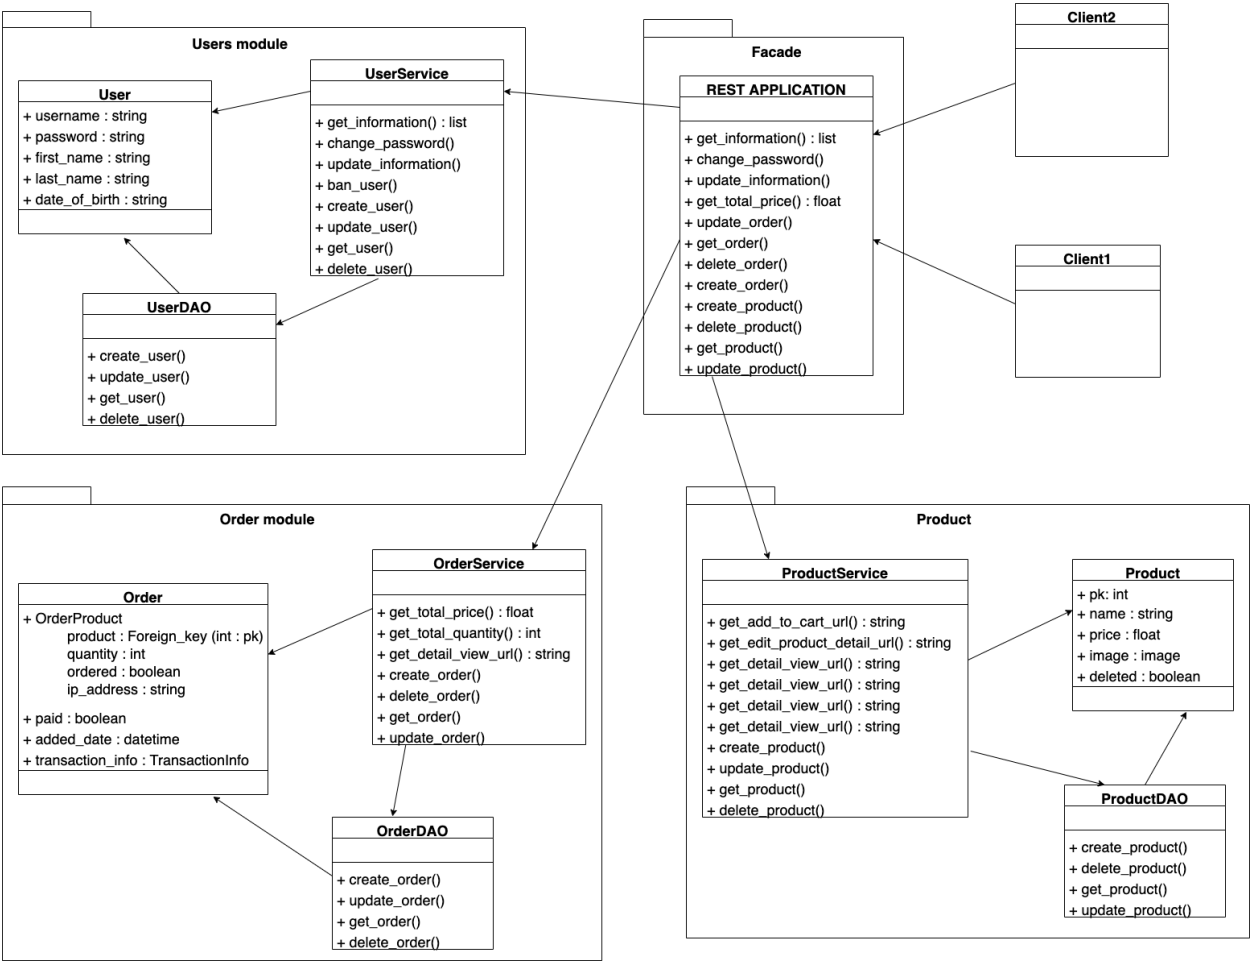 Users module
User
+ username : string
+ password : string
+ first_name : string
+ last_name : string
+ date_of_birth : string
UserService
+ get_information() : list
+ change_password()
+ update_information()
+ ban_user()
+ create_user()
+ update_user()
+ get_user()
+ delete_user()
UserDAO
+ create_user()
+ update_user()
+ get_user()
+ delete_user()
Facade
REST APPLICATION
+ get_information() : list
+ change_password()
+ update_information()
+ get_total_price() : float
+ update_order()
+ get_order()
+ delete_order()
+ create_order()
+ create_product()
+ delete_product()
+ get_product()
+ update_product()
Client2
Client1
Order module
Order
+ OrderProduct
product : Foreign_key (int : pk)
quantity : int
ordered : boolean
ip_address : string
+ paid : boolean
+ added_date : datetime
+ transaction_info : TransactionInfo
OrderService
+ get_total_price() : float
+ get_total_quantity() : int
+ get_detail_view_url() : string
+ create_order()
+ delete_order()
+ get_order()
+ update_order()
OrderDAO
+ create_order()
+ update_order()
+ get_order()
+ delete_order()
Product
ProductService
+ get_add_to_cart_url() : string
+ get_edit_product_detail_url() : string
+ get_detail_view_url() : string
+ get_detail_view_url() : string
+ get_detail_view_url() : string
+ get_detail_view_url() : string
+ create_product()
+ update_product()
+ get_product()
+ delete_product()
Product
+ pk: int
+ name : string
+ price : float
+ image : image
+ deleted : boolean
ProductDAO
+ create_product()
+ delete_product()
+ get_product()
+ update_product()